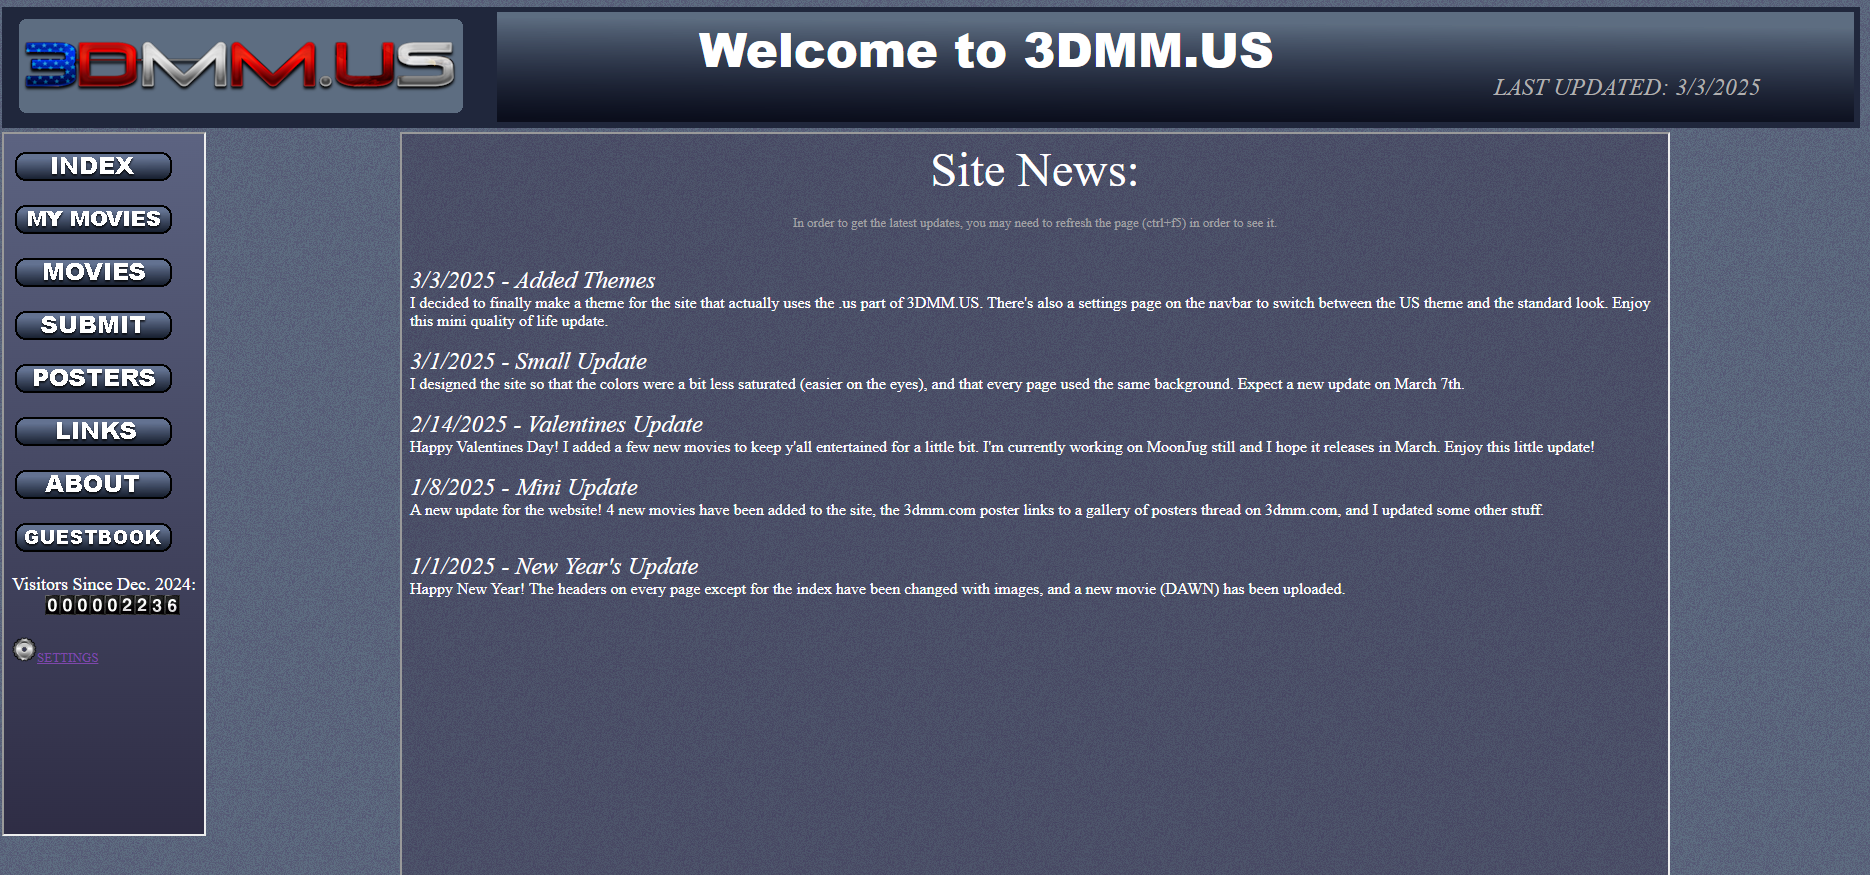 3DMM.US
Welcome to 3DMM.US
LAST UPDATED: 3/3/2025
INDEX
MY MOVIES
MOVIES
SUBMIT
POSTERS
LINKS
ABOUT
GUESTBOOK
Visitors Since Dec. 2024:
000002236
SETTINGS
Site News:
In order to get the latest updates, you may need to refresh the page (ctrl+f5) in order to see it.
3/3/2025 - Added Themes
I decided to finally make a theme for the site that actually uses the .us part of 3DMM.US. There's also a settings page on the navbar to switch between the US theme and the standard look. Enjoy
this mini quality of life update.
3/1/2025 - Small Update
I designed the site so that the colors were a bit less saturated (easier on the eyes), and that every page used the same background. Expect a new update on March 7th.
2/14/2025 - Valentines Update
Happy Valentines Day! I added a few new movies to keep y'all entertained for a little bit. I'm currently working on MoonJug still and I hope it releases in March. Enjoy this little update!
1/8/2025 - Mini Update
A new update for the website! 4 new movies have been added to the site, the 3dmm.com poster links to a gallery of posters thread on 3dmm.com, and I updated some other stuff.
1/1/2025 - New Year's Update
Happy New Year! The headers on every page except for the index have been changed with images, and a new movie (DAWN) has been uploaded.